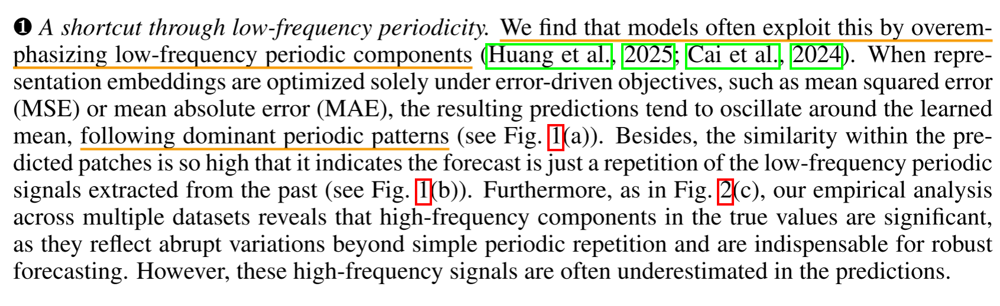 ❶ A shortcut through low-frequency periodicity. We find that models often exploit this by overem-
phasizing low-frequency periodic components (Huang et al., 2025; Cai et al., 2024). When repre-
sentation embeddings are optimized solely under error-driven objectives, such as mean squared error
(MSE) or mean absolute error (MAE), the resulting predictions tend to oscillate around the learned
mean, following dominant periodic patterns (see Fig. 1(a)). Besides, the similarity within the pre-
dicted patches is so high that it indicates the forecast is just a repetition of the low-frequency periodic
signals extracted from the past (see Fig. 1(b)). Furthermore, as in Fig. 2(c), our empirical analysis
across multiple datasets reveals that high-frequency components in the true values are significant,
as they reflect abrupt variations beyond simple periodic repetition and are indispensable for robust
forecasting. However, these high-frequency signals are often underestimated in the predictions.